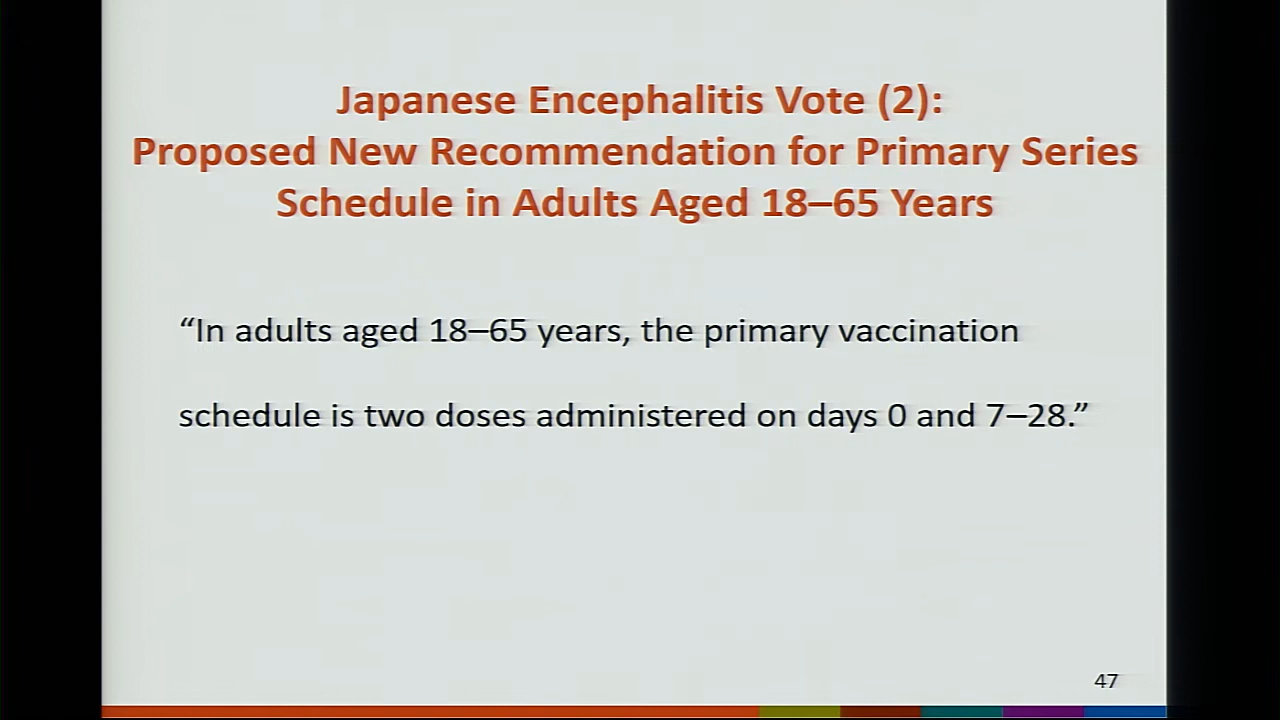 Japanese Encephalitis Vote (2):
Proposed New Recommendation for Primary Series
Schedule in Adults Aged 18–65 Years
“In adults aged 18–65 years, the primary vaccination
schedule is two doses administered on days 0 and 7–28.”
47